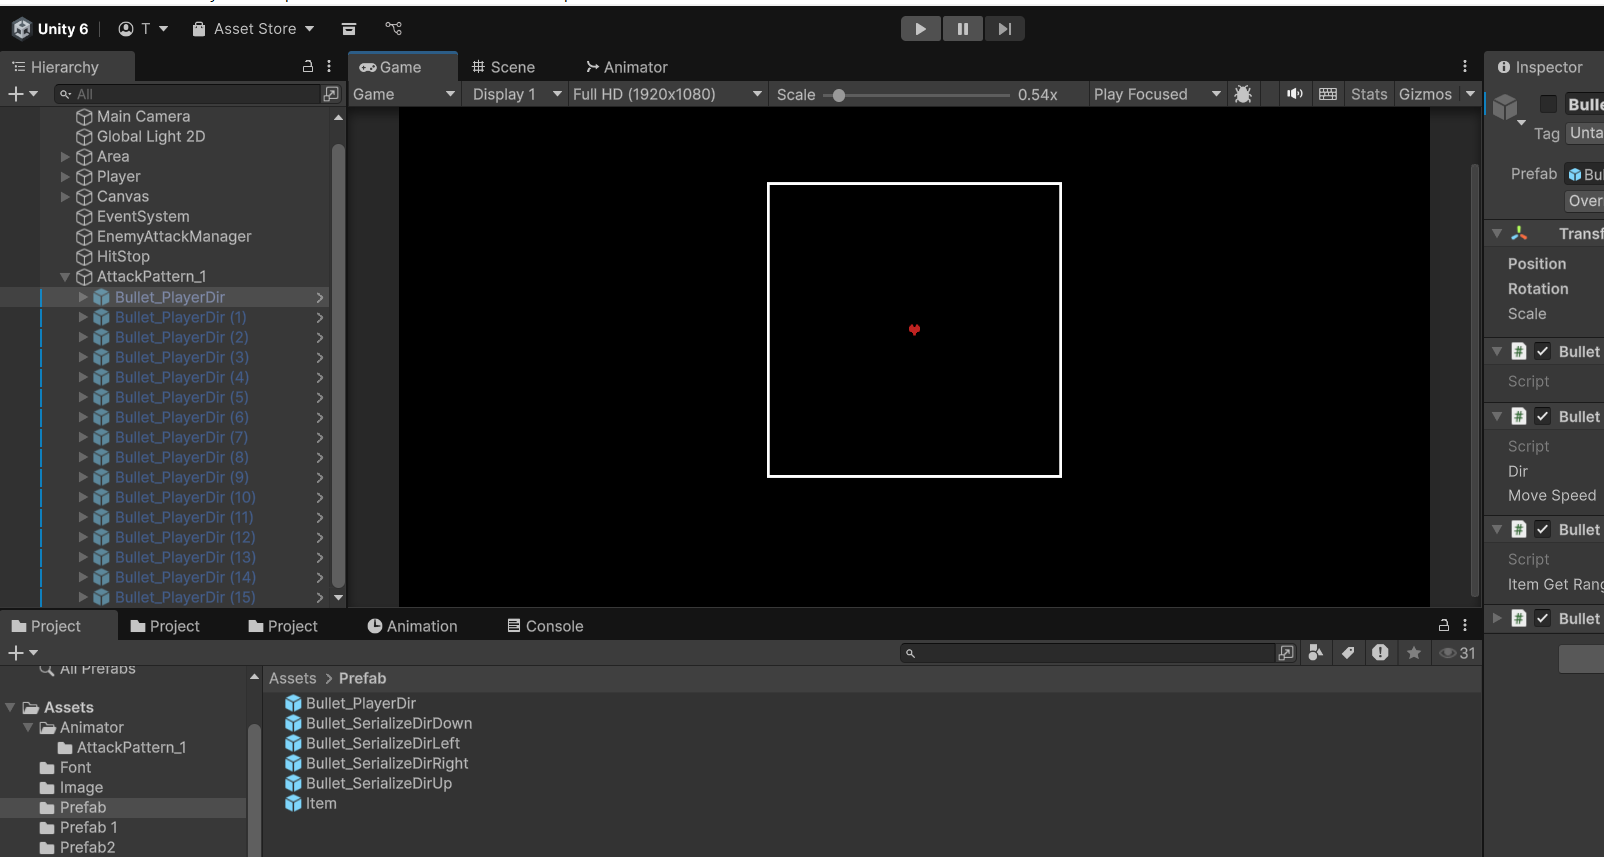 Unity 6 T Asset Store
Hierarchy
All
Main Camera
Global Light 2D
Area
Player
Canvas
EventSystem
EnemyAttackManager
HitStop
AttackPattern_1
Bullet_PlayerDir
Bullet_PlayerDir (1)
Bullet_PlayerDir (2)
Bullet_PlayerDir (3)
Bullet_PlayerDir (4)
Bullet_PlayerDir (5)
Bullet_PlayerDir (6)
Bullet_PlayerDir (7)
Bullet_PlayerDir (8)
Bullet_PlayerDir (9)
Bullet_PlayerDir (10)
Bullet_PlayerDir (11)
Bullet_PlayerDir (12)
Bullet_PlayerDir (13)
Bullet_PlayerDir (14)
Bullet_PlayerDir (15)
Game Scene Animator
Game Display 1 Full HD (1920x1080) Scale 0.54x Play Focused Stats Gizmos
Inspector
Bulle
Tag Unta
Prefab Bul
Over
Transf
Position
Rotation
Scale
# Bullet
Script
# Bullet
Script
Dir
Move Speed
# Bullet
Script
Item Get Rang
# Bullet
Project Project Project Animation Console
31
All Prefabs
Assets
Animator
AttackPattern_1
Font
Image
Prefab
Prefab 1
Prefab2
Assets > Prefab
Bullet_PlayerDir
Bullet_SerializeDirDown
Bullet_SerializeDirLeft
Bullet_SerializeDirRight
Bullet_SerializeDirUp
Item